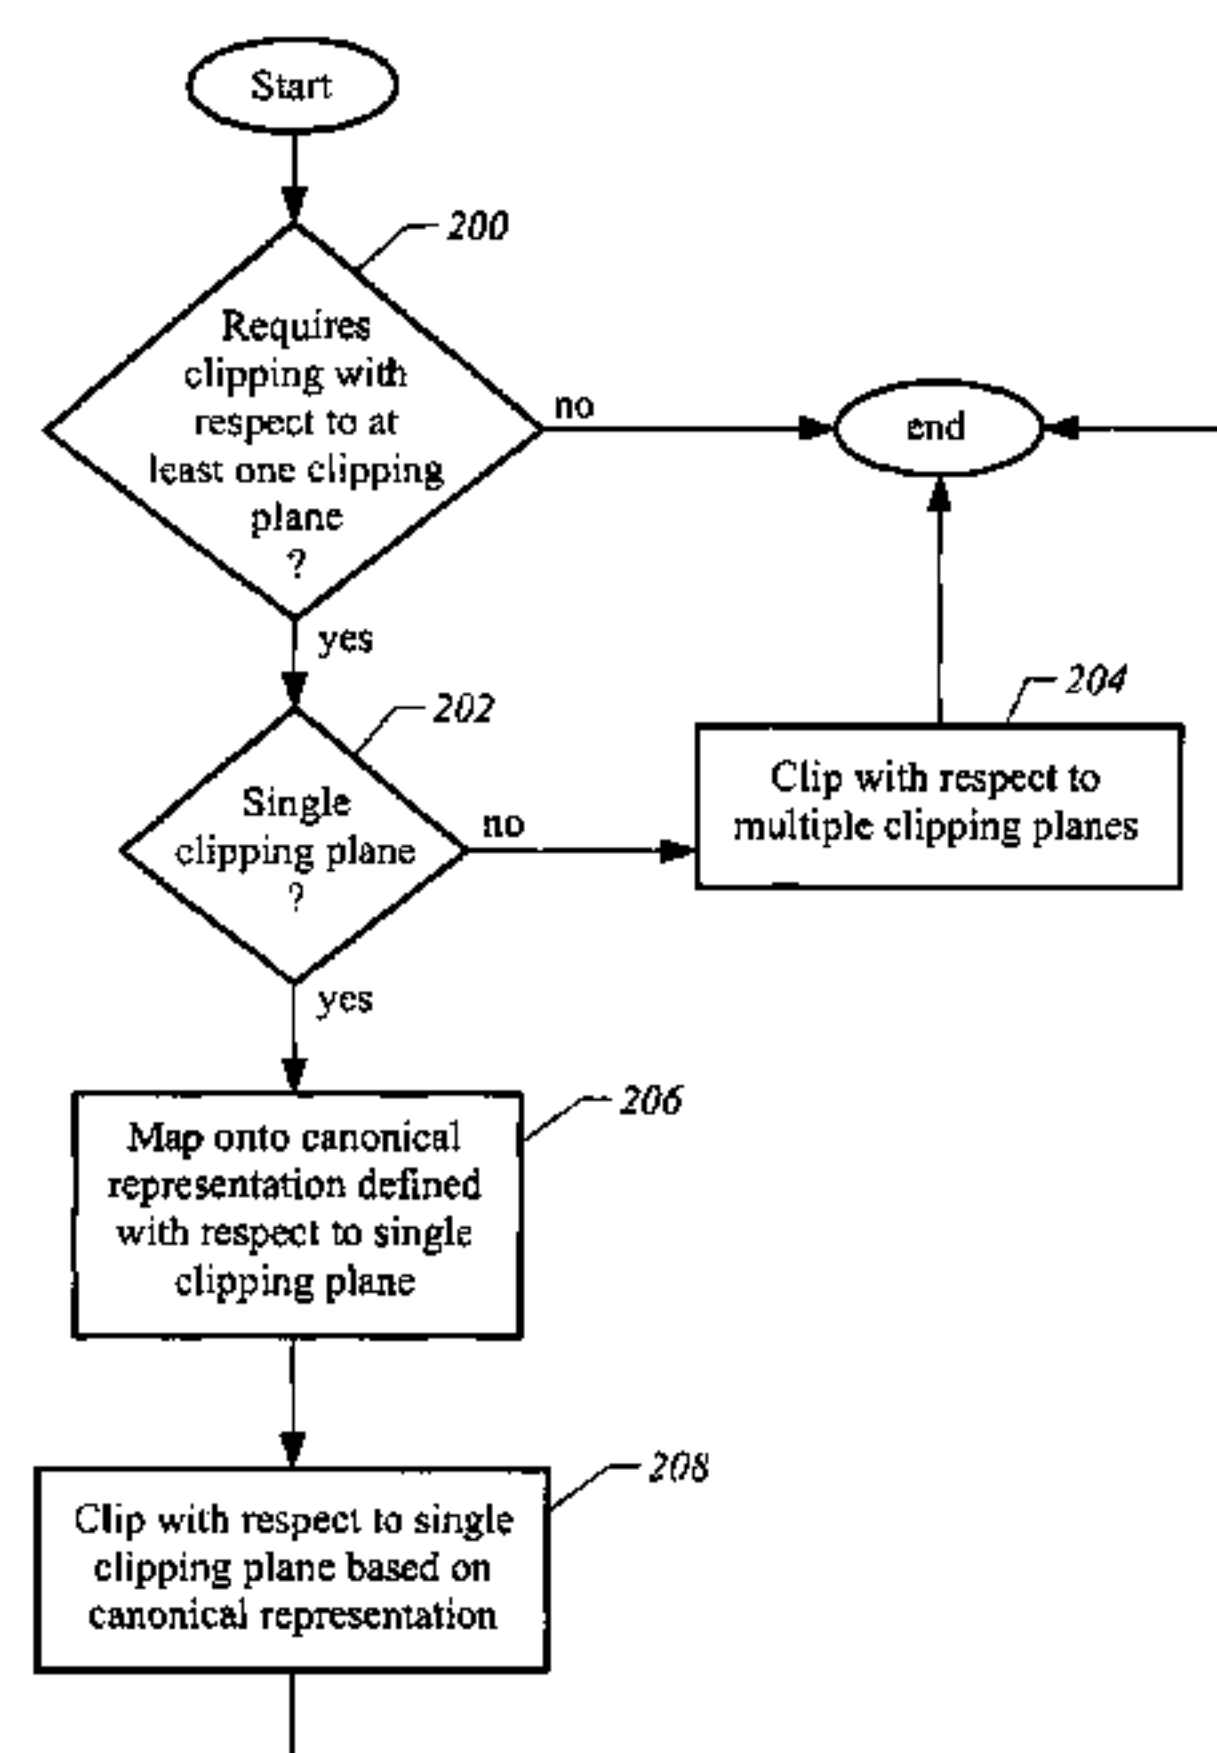 Start
200
Requires
clipping with
respect to at
least one clipping
plane
?
no
end
yes
202
Single
clipping plane
?
no
204
Clip with respect to
multiple clipping planes
yes
206
Map onto canonical
representation defined
with respect to single
clipping plane
208
Clip with respect to single
clipping plane based on
canonical representation